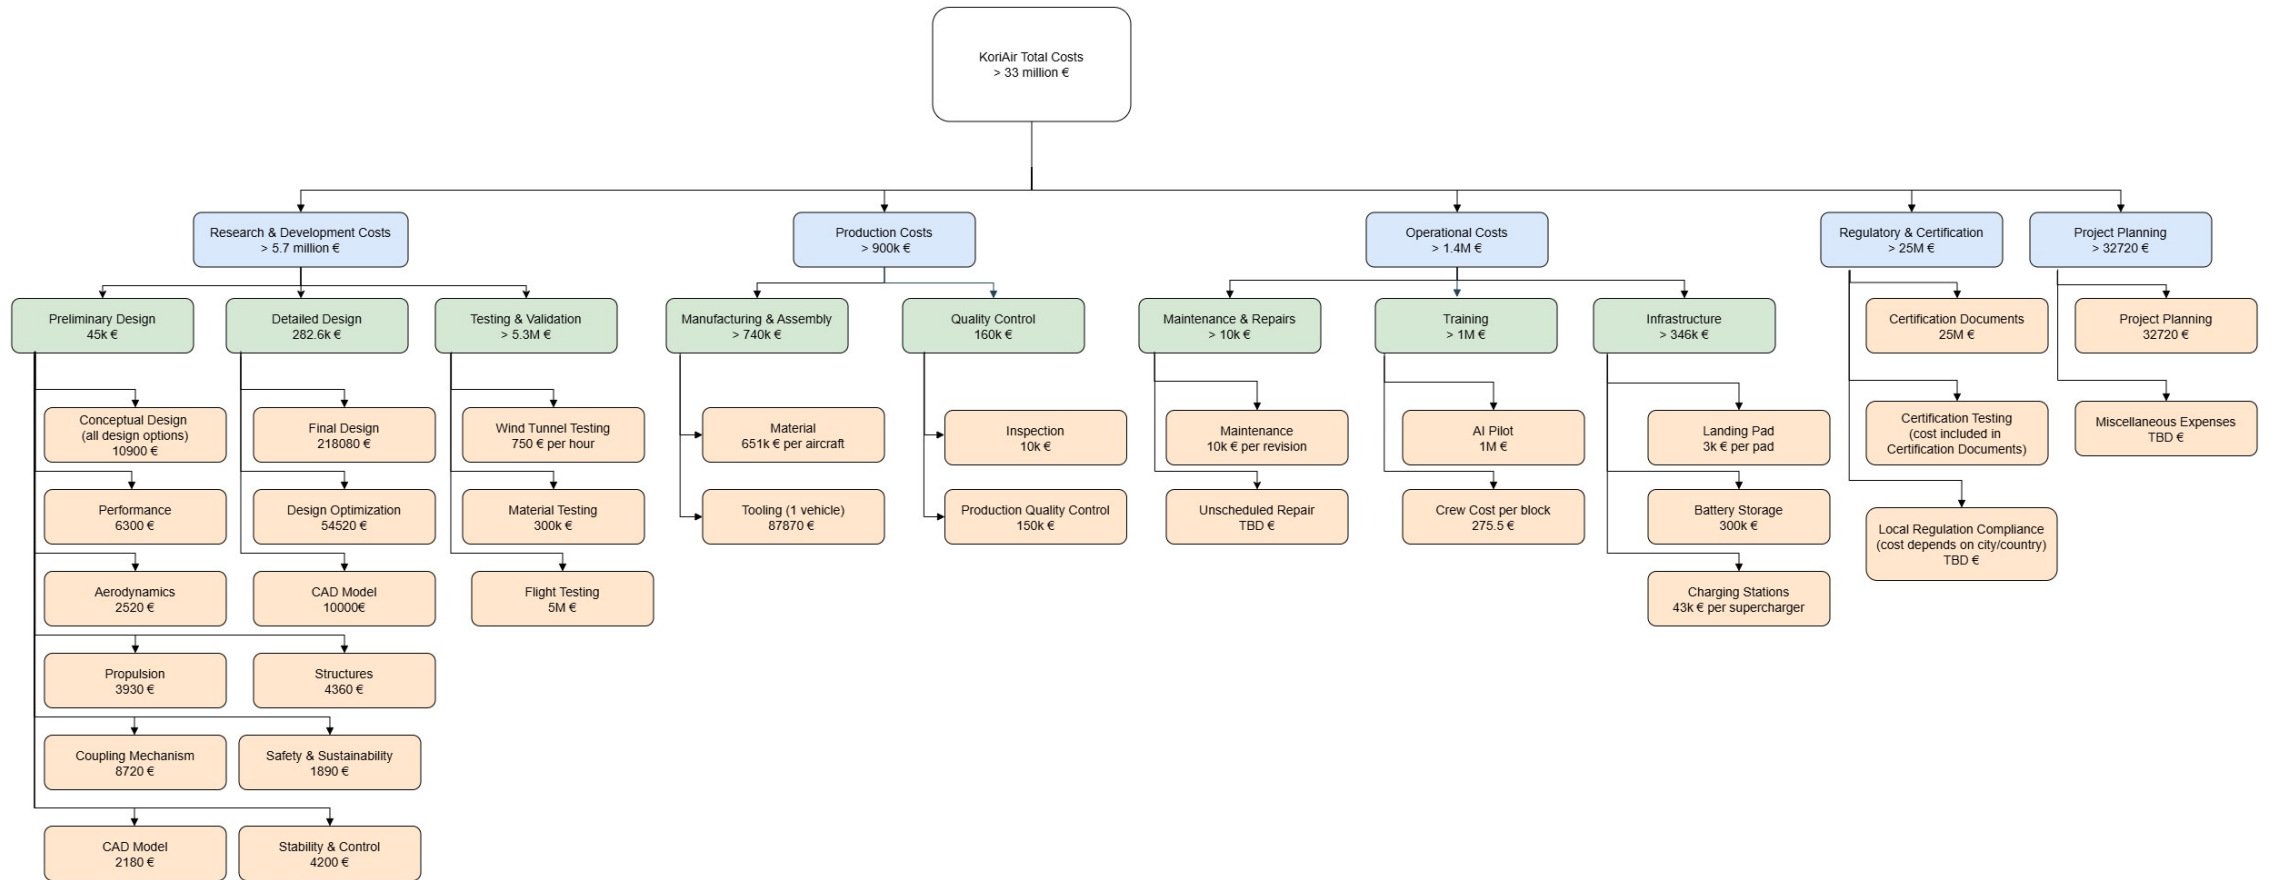 KoriAir Total Costs
> 33 million €
Research & Development Costs
> 5.7 million €
Production Costs
> 900k €
Operational Costs
> 1.4M €
Regulatory & Certification
> 25M €
Project Planning
> 32720 €
Preliminary Design
45k €
Detailed Design
282.6k €
Testing & Validation
> 5.3M €
Manufacturing & Assembly
> 740k €
Quality Control
160k €
Maintenance & Repairs
> 10k €
Training
> 1M €
Infrastructure
> 346k €
Certification Documents
25M €
Project Planning
32720 €
Conceptual Design
(all design options)
10900 €
Final Design
218080 €
Wind Tunnel Testing
750 € per hour
Material
651k € per aircraft
Inspection
10k €
Maintenance
10k € per revision
AI Pilot
1M €
Landing Pad
3k € per pad
Certification Testing
(cost included in
Certification Documents)
Miscellaneous Expenses
TBD €
Performance
6300 €
Design Optimization
54520 €
Material Testing
300k €
Tooling (1 vehicle)
87870 €
Production Quality Control
150k €
Unscheduled Repair
TBD €
Crew Cost per block
275.5 €
Battery Storage
300k €
Local Regulation Compliance
(cost depends on city/country)
TBD €
Aerodynamics
2520 €
CAD Model
10000€
Flight Testing
5M €
Charging Stations
43k € per supercharger
Propulsion
3930 €
Structures
4360 €
Coupling Mechanism
8720 €
Safety & Sustainability
1890 €
CAD Model
2180 €
Stability & Control
4200 €